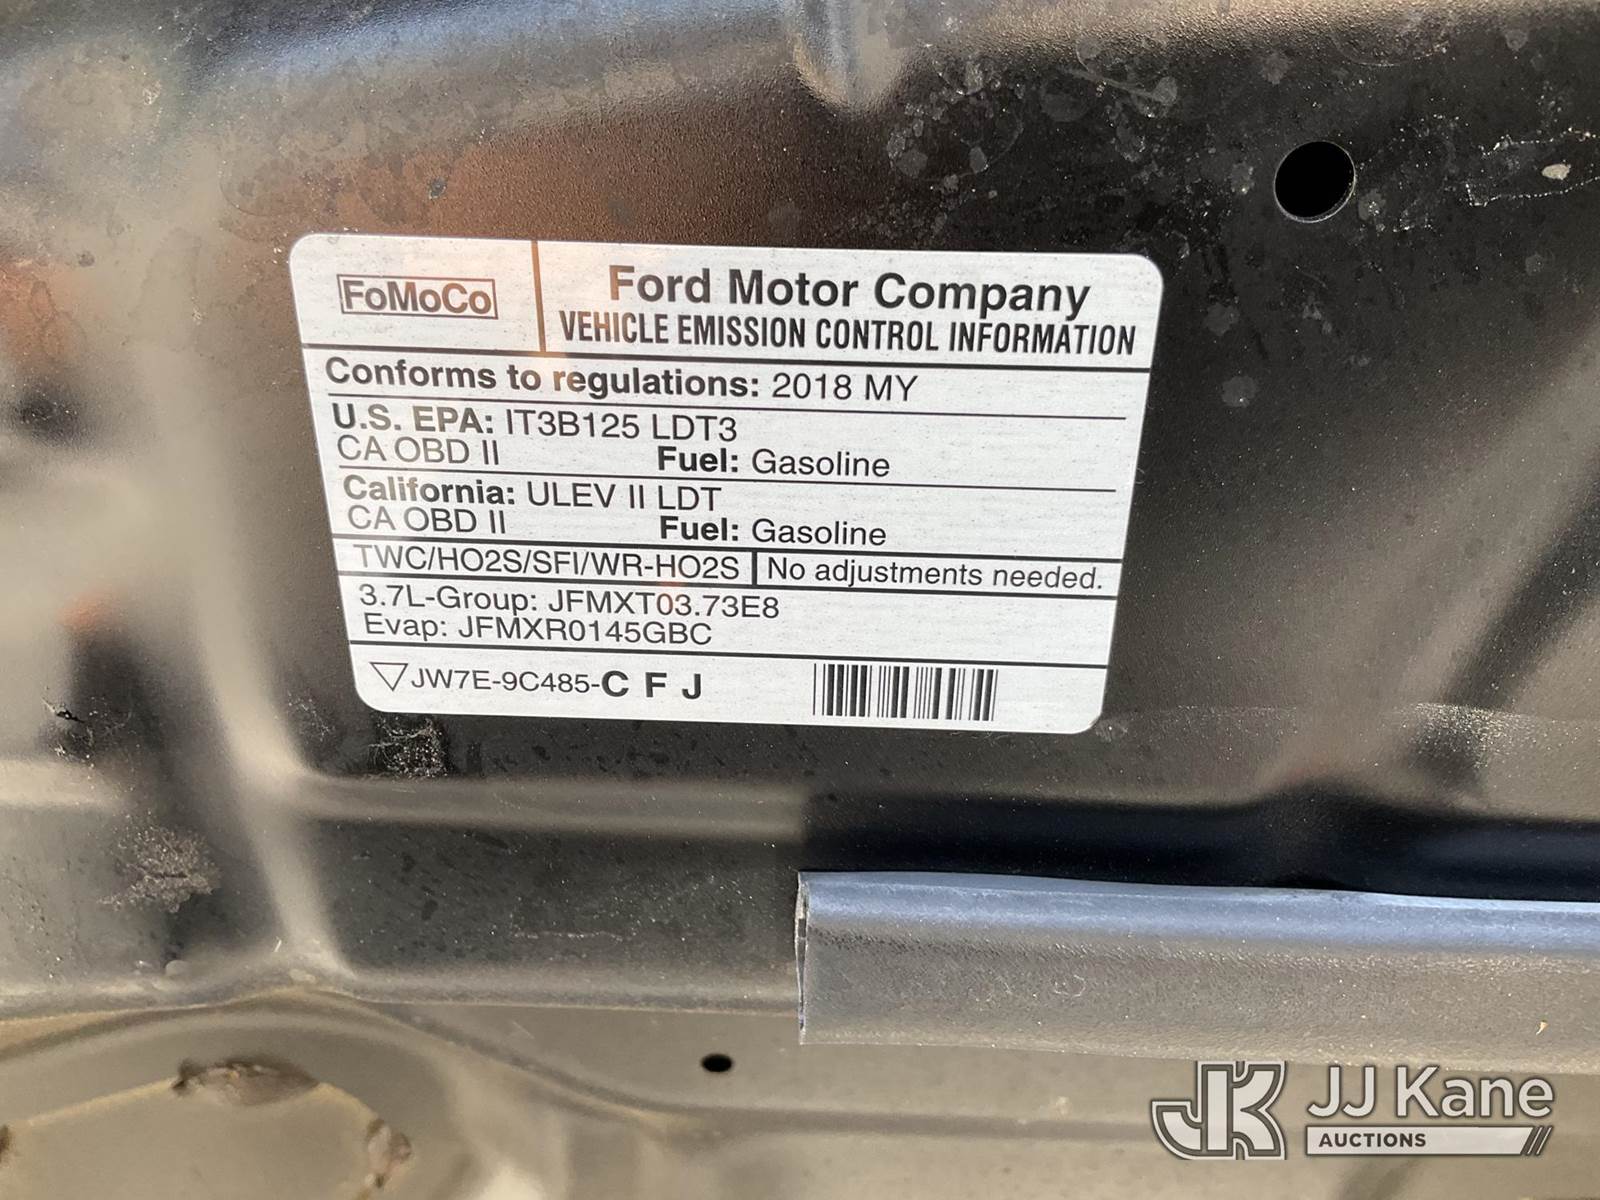 FoMoCo
Ford Motor Company
VEHICLE EMISSION CONTROL INFORMATION
Conforms to regulations: 2018 MY
U.S. EPA: IT3B125 LDT3
CA OBD II Fuel: Gasoline
California: ULEV II LDT
CA OBD II Fuel: Gasoline
TWC/HO2S/SFI/WR-HO2S No adjustments needed.
3.7L-Group: JFMXT03.73E8
Evap: JFMXR0145GBC
JW7E-9C485-C F J
JK JJ Kane
AUCTIONS